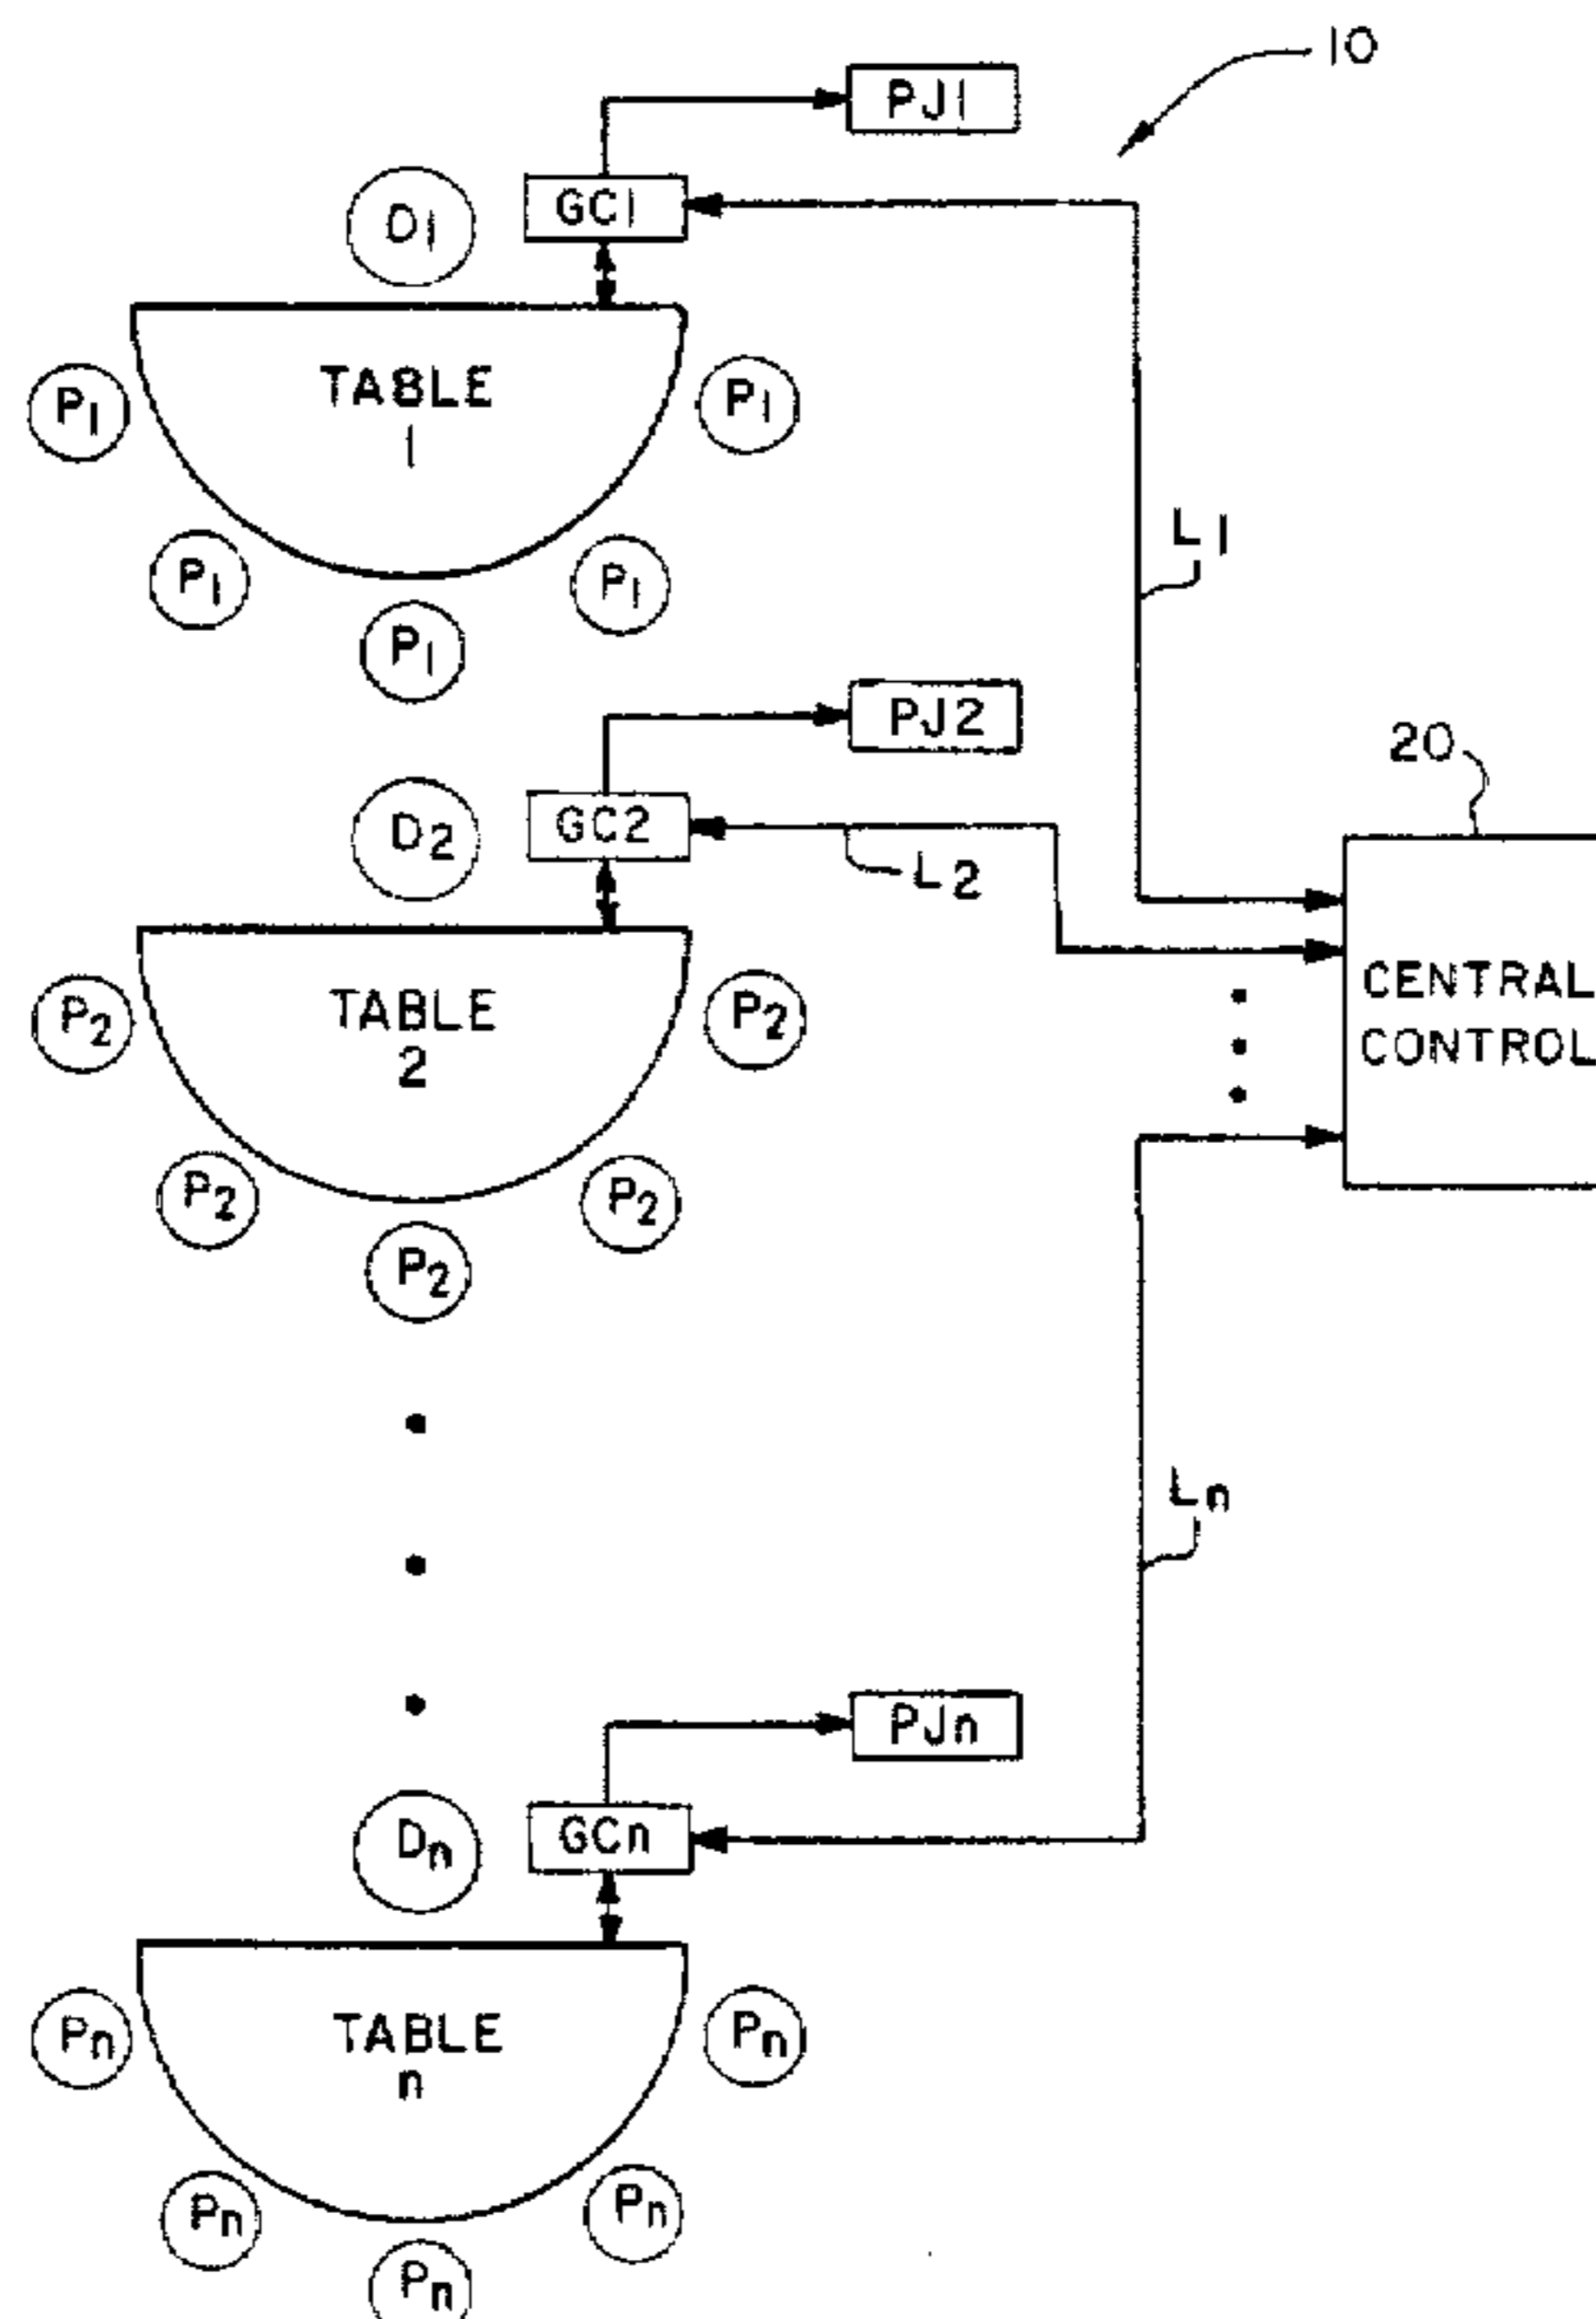 10
PJ1
GC1
D1
TABLE
1
P1
P1
P1
P1
P1
L1
PJ2
20
GC2
D2
L2
CENTRAL
CONTROL
TABLE
2
P2
P2
P2
P2
P2
Ln
PJn
GCn
Dn
TABLE
n
Pn
Pn
Pn
Pn
Pn